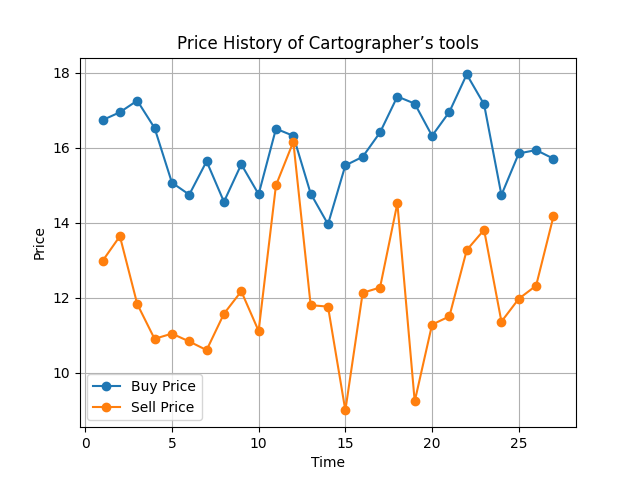 Price History of Cartographer’s tools
18
16
14
12
10
Price
Buy Price
Sell Price
0 5 10 15 20 25
Time